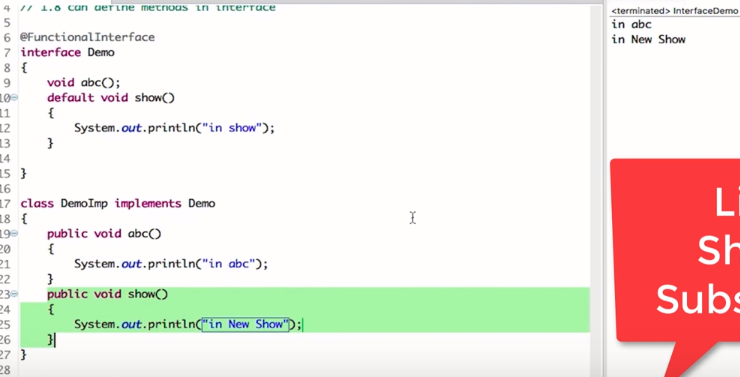 4 // 1.8 can define methods in interface
5
6 @FunctionalInterface
7 interface Demo
8 {
9 void abc();
10 default void show()
11 {
12 System.out.println("in show");
13 }
14
15 }
16
17 class DemoImp implements Demo
18 {
19 public void abc()
20 {
21 System.out.println("in abc");
22 }
23 public void show()
24 {
25 System.out.println("in New Show");
26 }
27 }
28
<terminated> InterfaceDemo
in abc
in New Show
Li
Sh
Subs